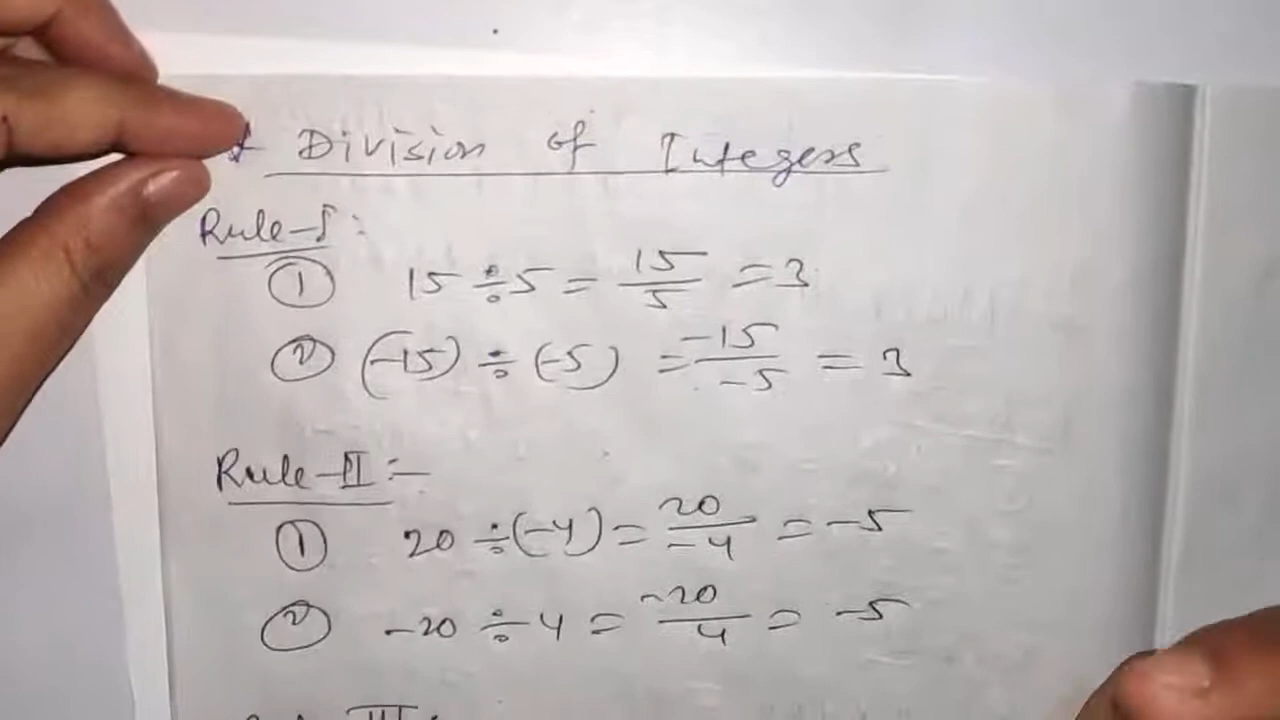 Division of Integers
Rule-I:
① 15 ÷ 5 = 15/5 = 3
② (-15) ÷ (-5) = -15/-5 = 3
Rule-II :-
① 20 ÷ (-4) = 20/-4 = -5
② -20 ÷ 4 = -20/4 = -5